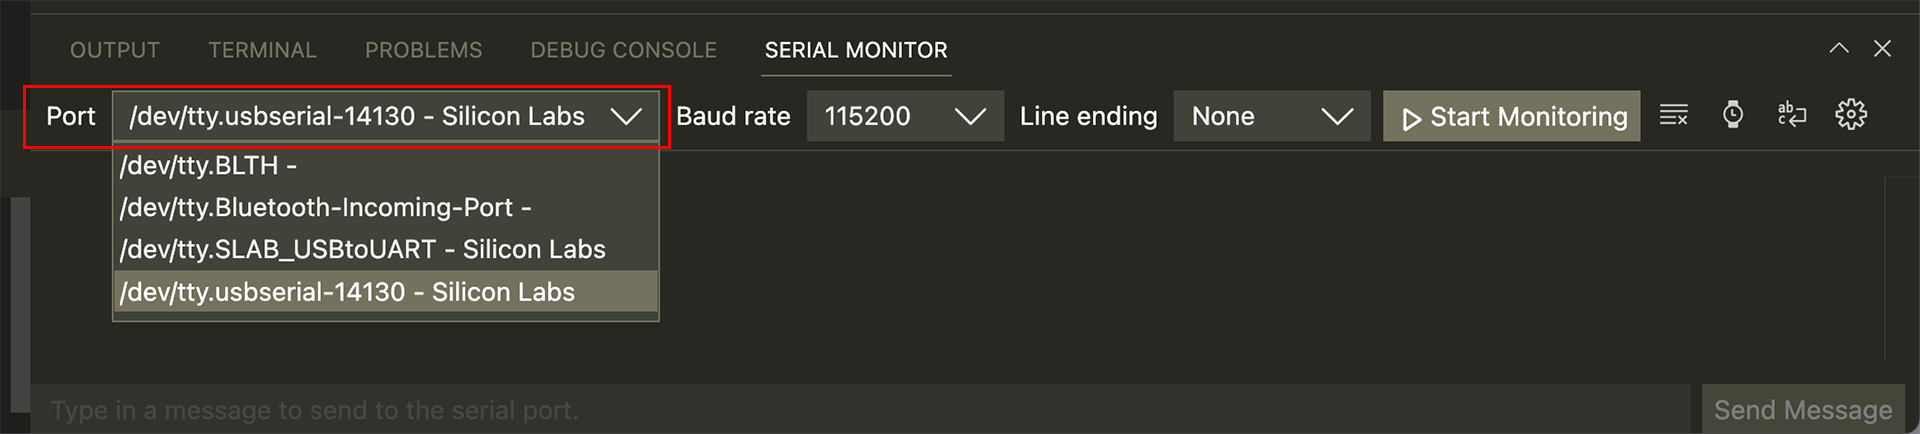 OUTPUT TERMINAL PROBLEMS DEBUG CONSOLE SERIAL MONITOR
Port /dev/tty.usbserial-14130 - Silicon Labs Baud rate 115200 Line ending None Start Monitoring
/dev/tty.BLTH -
/dev/tty.Bluetooth-Incoming-Port -
/dev/tty.SLAB_USBtoUART - Silicon Labs
/dev/tty.usbserial-14130 - Silicon Labs
Type in a message to send to the serial port. Send Message